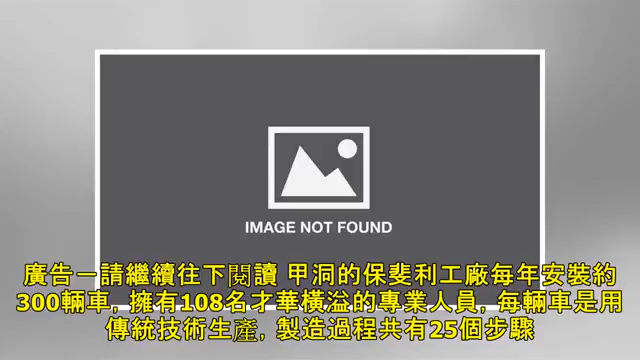 IMAGE NOT FOUND
廣告一請繼續往下閱讀 甲洞的保斐利工廠每年安裝約
300輛車, 擁有108名才華橫溢的專業人員, 每輛車是用
傳統技術生產, 製造過程共有25個步驟